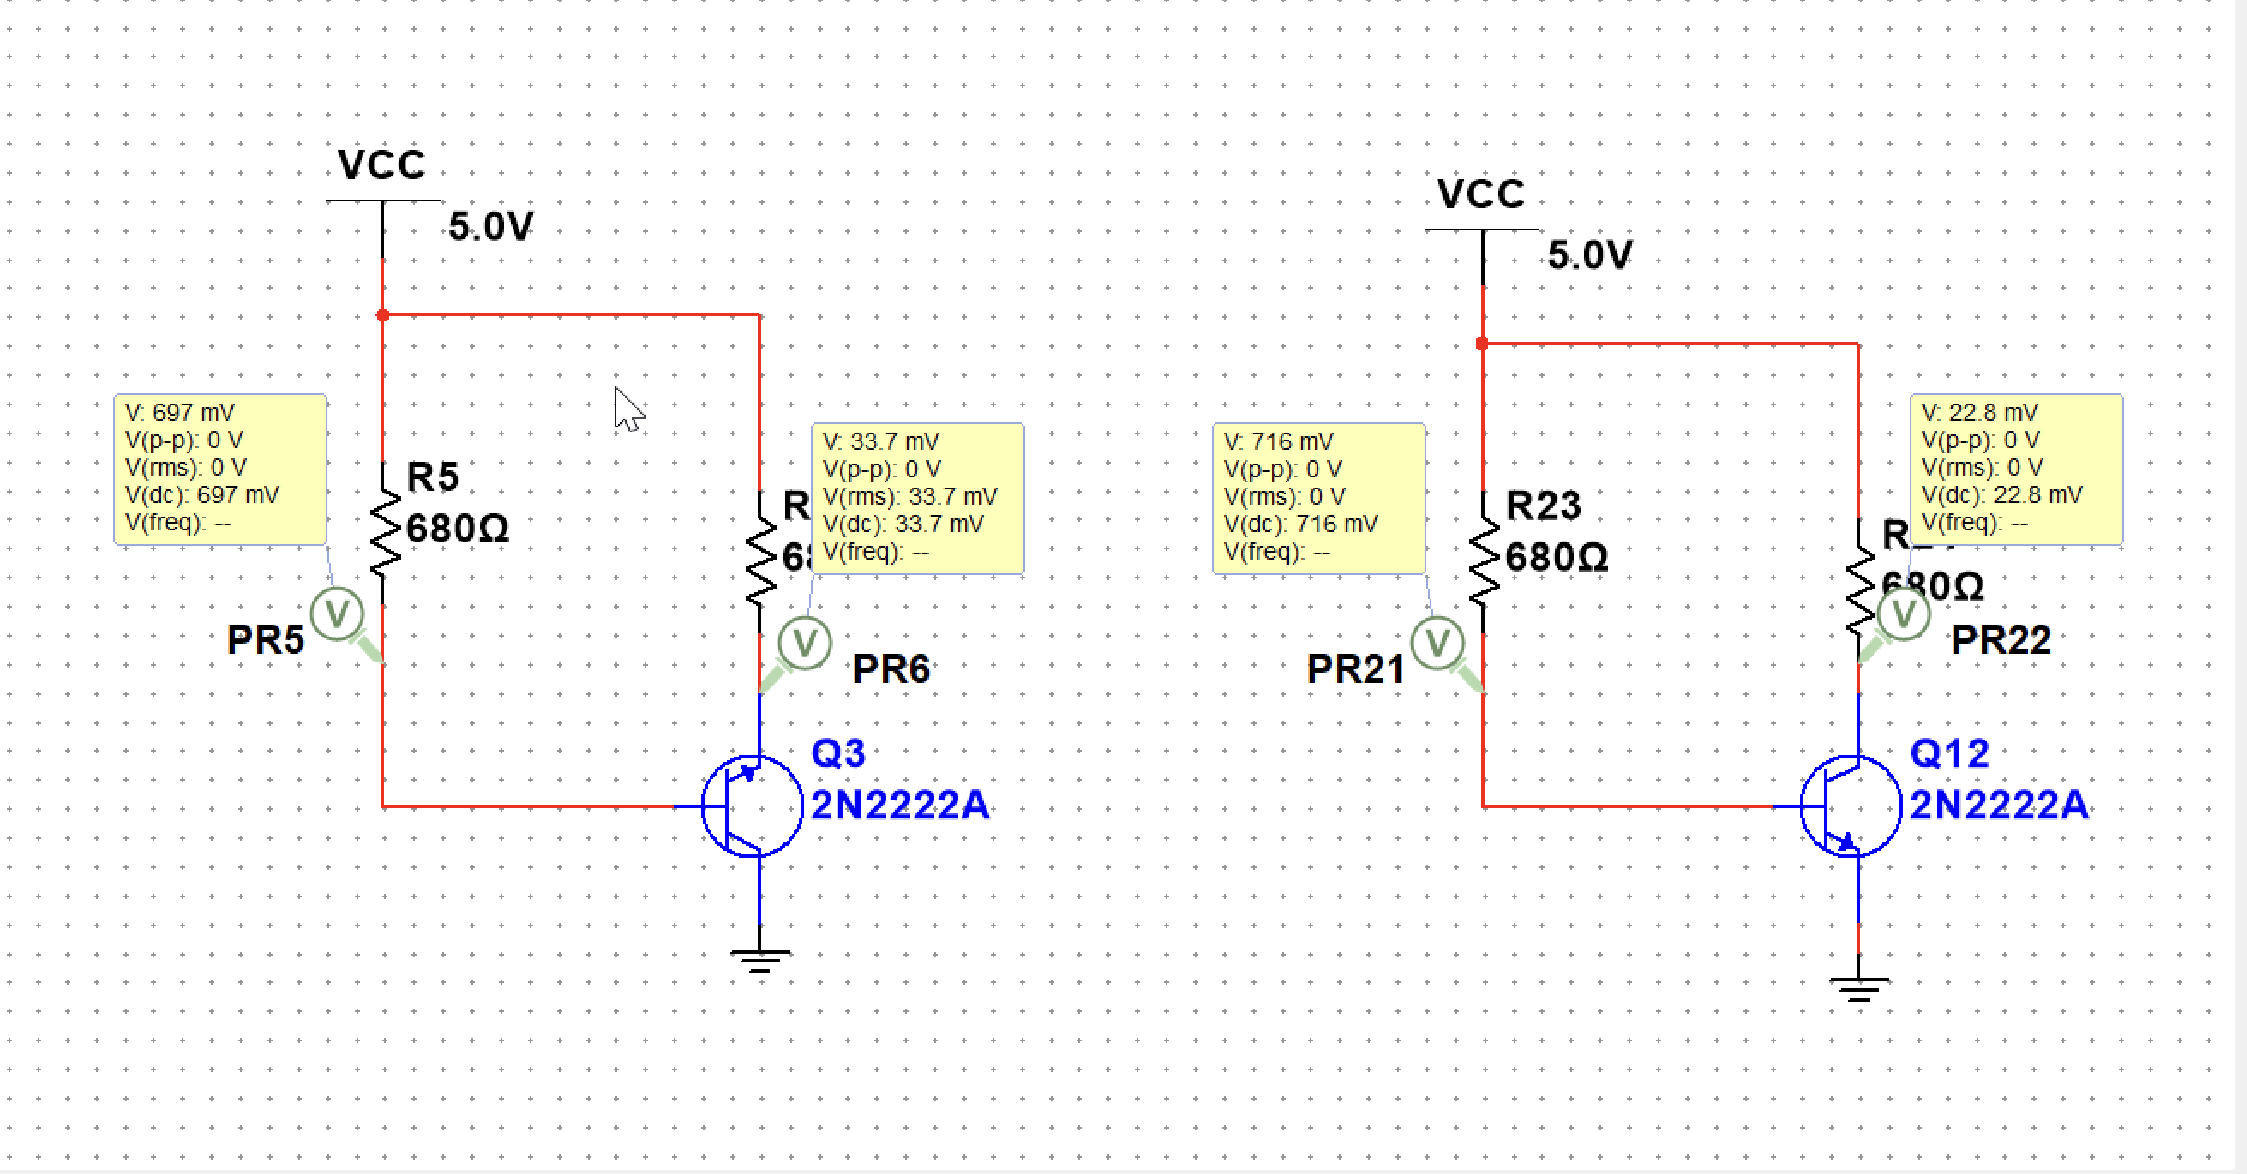 VCC
5.0V
V: 697 mV
V(p-p): 0 V
V(rms): 0 V
V(dc): 697 mV
V(freq): --
R5
680Ω
PR5
V
R
68
V: 33.7 mV
V(p-p): 0 V
V(rms): 33.7 mV
V(dc): 33.7 mV
V(freq): --
V
PR6
Q3
2N2222A
VCC
5.0V
V: 716 mV
V(p-p): 0 V
V(rms): 0 V
V(dc): 716 mV
V(freq): --
R23
680Ω
PR21
V
V: 22.8 mV
V(p-p): 0 V
V(rms): 0 V
V(dc): 22.8 mV
V(freq): --
680Ω
V
PR22
Q12
2N2222A